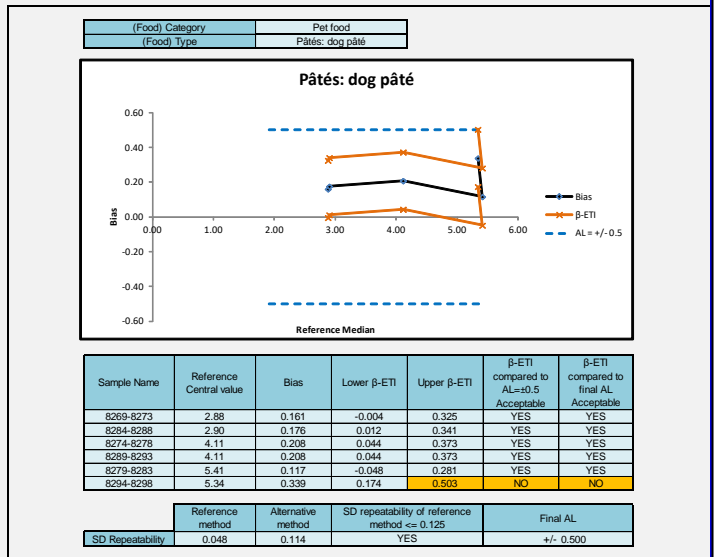 (Food) Category Pet food
(Food) Type Pâtés: dog pâté
Pâtés: dog pâté
0.60
0.40
0.20
0.00
-0.20
-0.40
-0.60
0.00 1.00 2.00 3.00 4.00 5.00 6.00
Bias
Reference Median
Bias
β-ETI
AL = +/- 0.5
Sample Name Reference Central value Bias Lower β-ETI Upper β-ETI β-ETI compared to AL=±0.5 Acceptable β-ETI compared to final AL Acceptable
8269-8273 2.88 0.161 -0.004 0.325 YES YES
8284-8288 2.90 0.176 0.012 0.341 YES YES
8274-8278 4.11 0.208 0.044 0.373 YES YES
8289-8293 4.11 0.208 0.044 0.373 YES YES
8279-8283 5.41 0.117 -0.048 0.281 YES YES
8294-8298 5.34 0.339 0.174 0.503 NO NO
Reference method Alternative method SD repeatability of reference method <= 0.125 Final AL
SD Repeatability 0.048 0.114 YES +/- 0.500